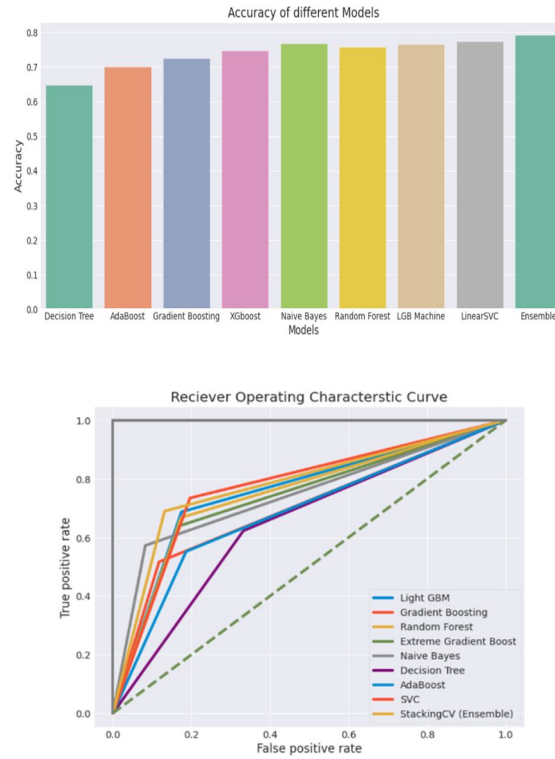 Accuracy of different Models
0.8
0.7
0.6
0.5
0.4
0.3
0.2
0.1
0.0
Accuracy
Decision Tree AdaBoost Gradient Boosting XGboost Naive Bayes Random Forest LGB Machine LinearSVC Ensemble
Models
Reciever Operating Characterstic Curve
1.0
0.8
0.6
0.4
0.2
0.0
True positive rate
Light GBM
Gradient Boosting
Random Forest
Extreme Gradient Boost
Naive Bayes
Decision Tree
AdaBoost
SVC
StackingCV (Ensemble)
0.0 0.2 0.4 0.6 0.8 1.0
False positive rate